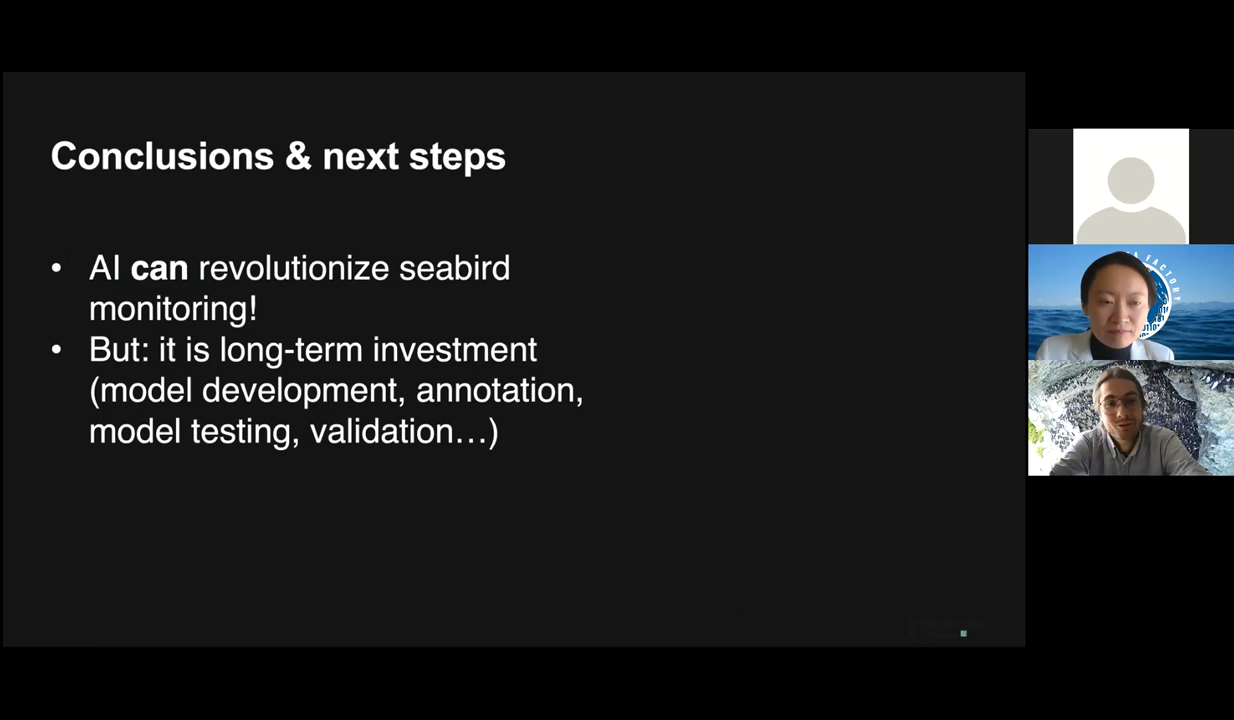 Conclusions & next steps
• AI can revolutionize seabird
monitoring!
• But: it is long-term investment
(model development, annotation,
model testing, validation…)
FACTORY